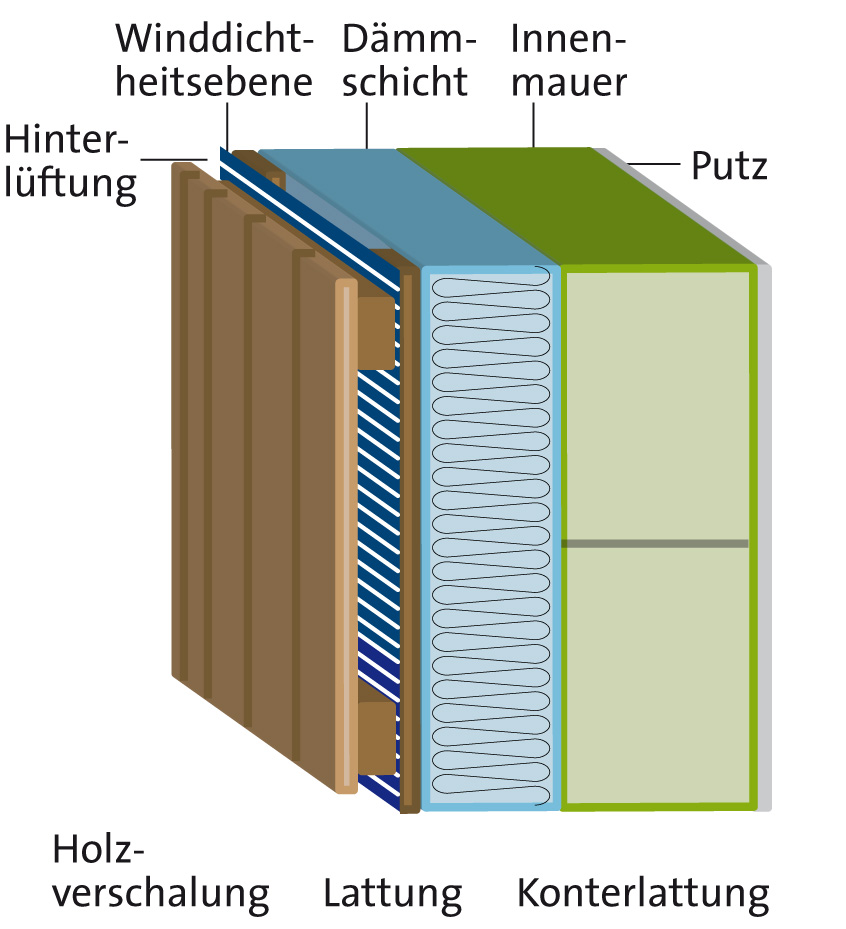 Winddicht-
heitsebene
Dämm-
schicht
Innen-
mauer
Hinter-
lüftung
Putz
Holz-
verschalung
Lattung
Konterlattung